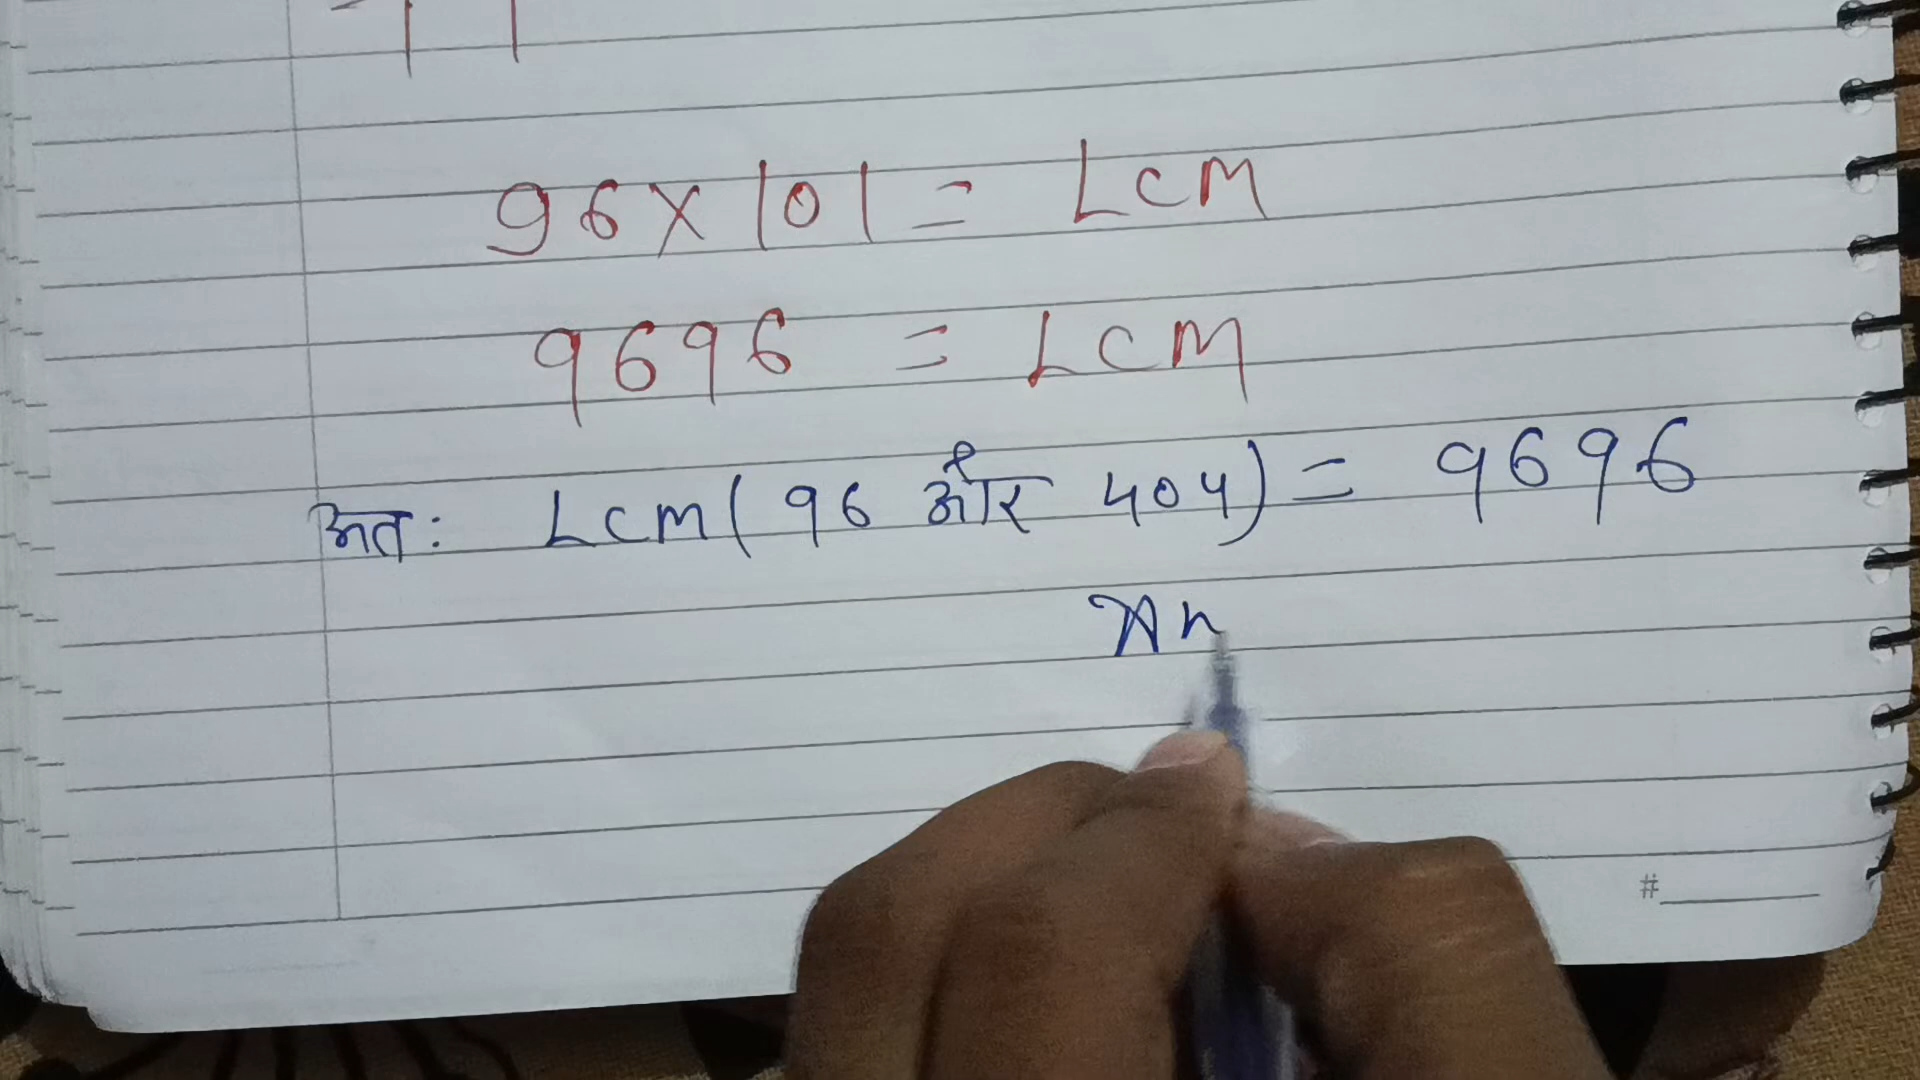 96 × 101 = LCM
9696 = LCM
अत: LCM( 96 और 404) = 9696
An
#